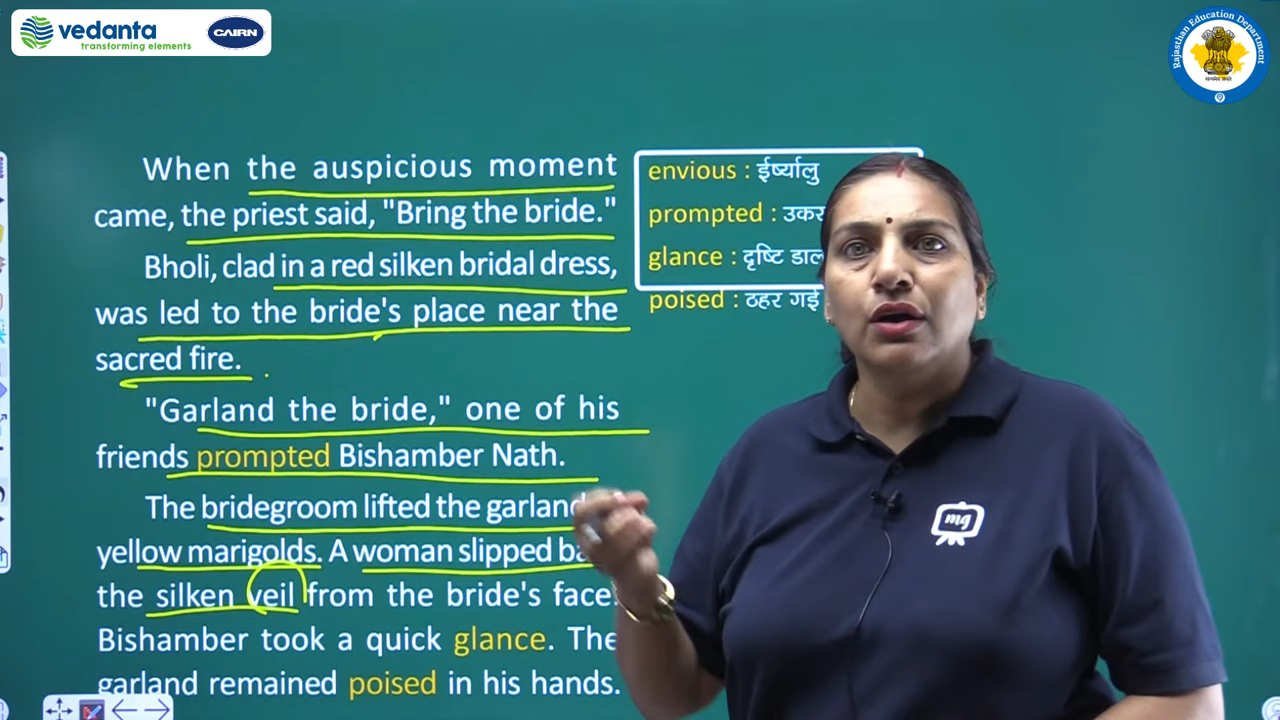 vedanta
transforming elements
CAIRN
Rajasthan Education Department
When the auspicious moment
came, the priest said, "Bring the bride."
Bholi, clad in a red silken bridal dress,
was led to the bride's place near the
sacred fire.
"Garland the bride," one of his
friends prompted Bishamber Nath.
The bridegroom lifted the garland
yellow marigolds. A woman slipped
the silken veil from the bride's face.
Bishamber took a quick glance. The
garland remained poised in his hands.
envious : ईर्ष्यालु
prompted :
glance : दृष्टि
poised : ठहर गई
mg